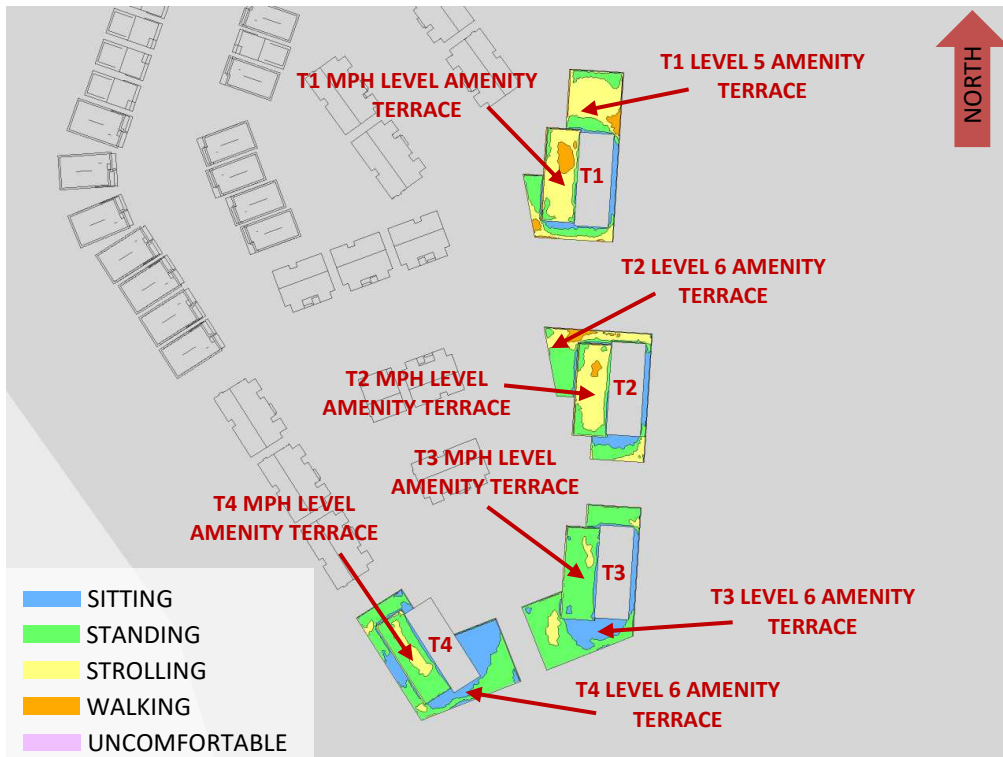 T1 MPH LEVEL AMENITY
TERRACE
T1 LEVEL 5 AMENITY
TERRACE
NORTH
T1
T2 LEVEL 6 AMENITY
TERRACE
T2 MPH LEVEL
AMENITY TERRACE
T2
T3 MPH LEVEL
AMENITY TERRACE
T4 MPH LEVEL
AMENITY TERRACE
T3
T3 LEVEL 6 AMENITY
TERRACE
T4
T4 LEVEL 6 AMENITY
TERRACE
SITTING
STANDING
STROLLING
WALKING
UNCOMFORTABLE